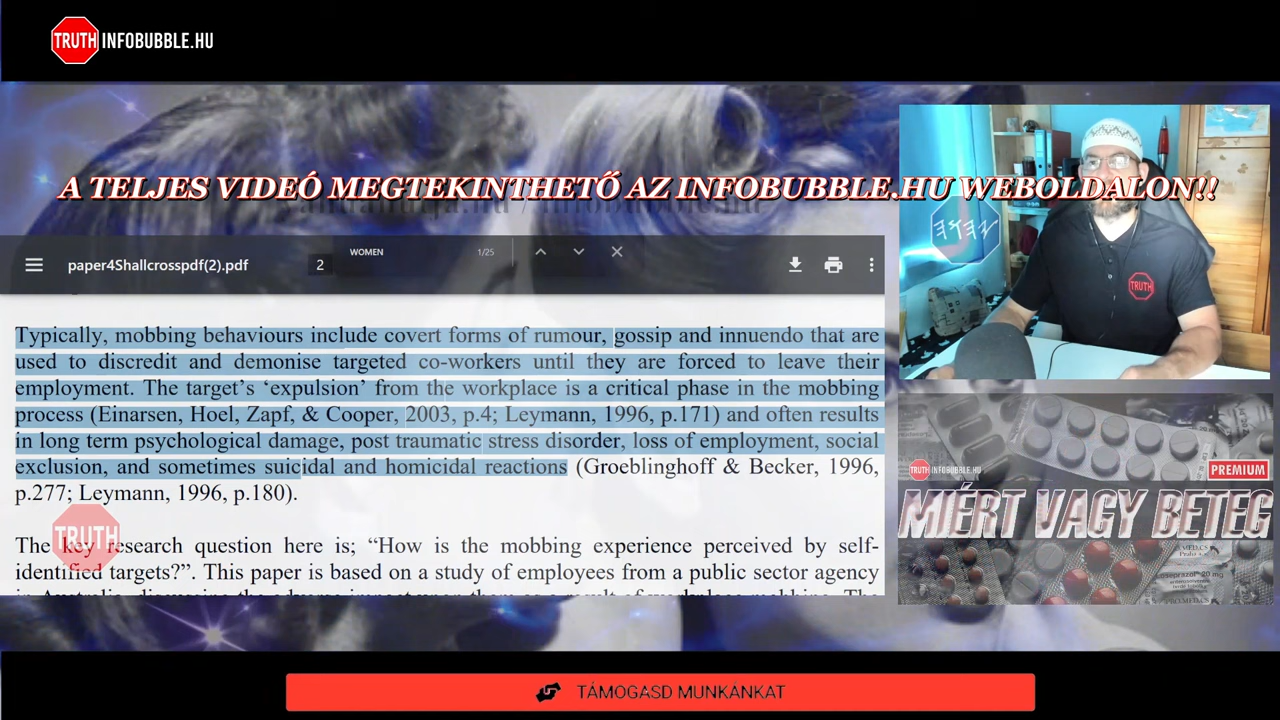 TRUTH INFOBUBBLE.HU
A TELJES VIDEÓ MEGTEKINTHETŐ AZ INFOBUBBLE.HU WEBOLDALON!!
paper4Shallcrosspdf(2).pdf
2
WOMEN
1/25
Typically, mobbing behaviours include covert forms of rumour, gossip and innuendo that are
used to discredit and demonise targeted co-workers until they are forced to leave their
employment. The target's 'expulsion' from the workplace is a critical phase in the mobbing
process (Einarsen, Hoel, Zapf, & Cooper, 2003, p.4; Leymann, 1996, p.171) and often results
in long term psychological damage, post traumatic stress disorder, loss of employment, social
exclusion, and sometimes suicidal and homicidal reactions (Groeblinghoff & Becker, 1996,
p.277; Leymann, 1996, p.180).
The key research question here is; “How is the mobbing experience perceived by self-
identified targets?”. This paper is based on a study of employees from a public sector agency
TRUTH
TRUTH
TRUTH INFOBUBBLE.HU
PREMIUM
MIÉRT VAGY BETEG
TÁMOGASD MUNKÁNKAT